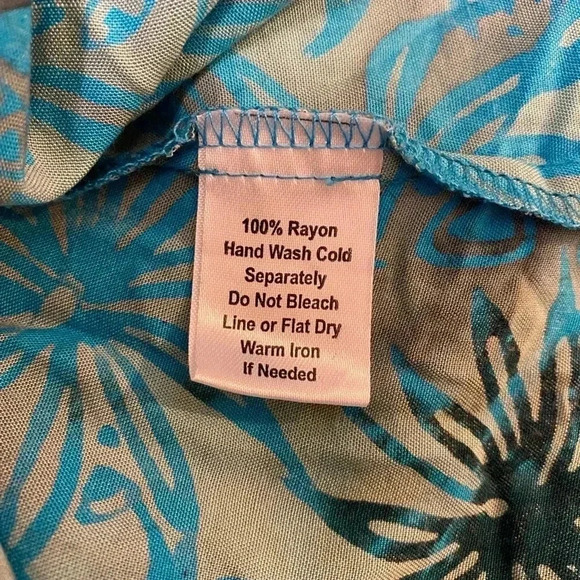 100% Rayon
Hand Wash Cold
Separately
Do Not Bleach
Line or Flat Dry
Warm Iron
If Needed